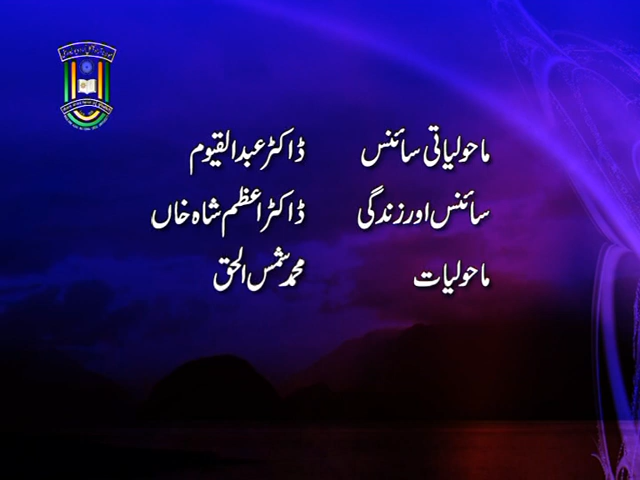 ماحولیاتی سائنس ڈاکٹر عبدالقیوم
سائنس اور زندگی ڈاکٹر اعظم شاہ خاں
ماحولیات محمد شمس الحق